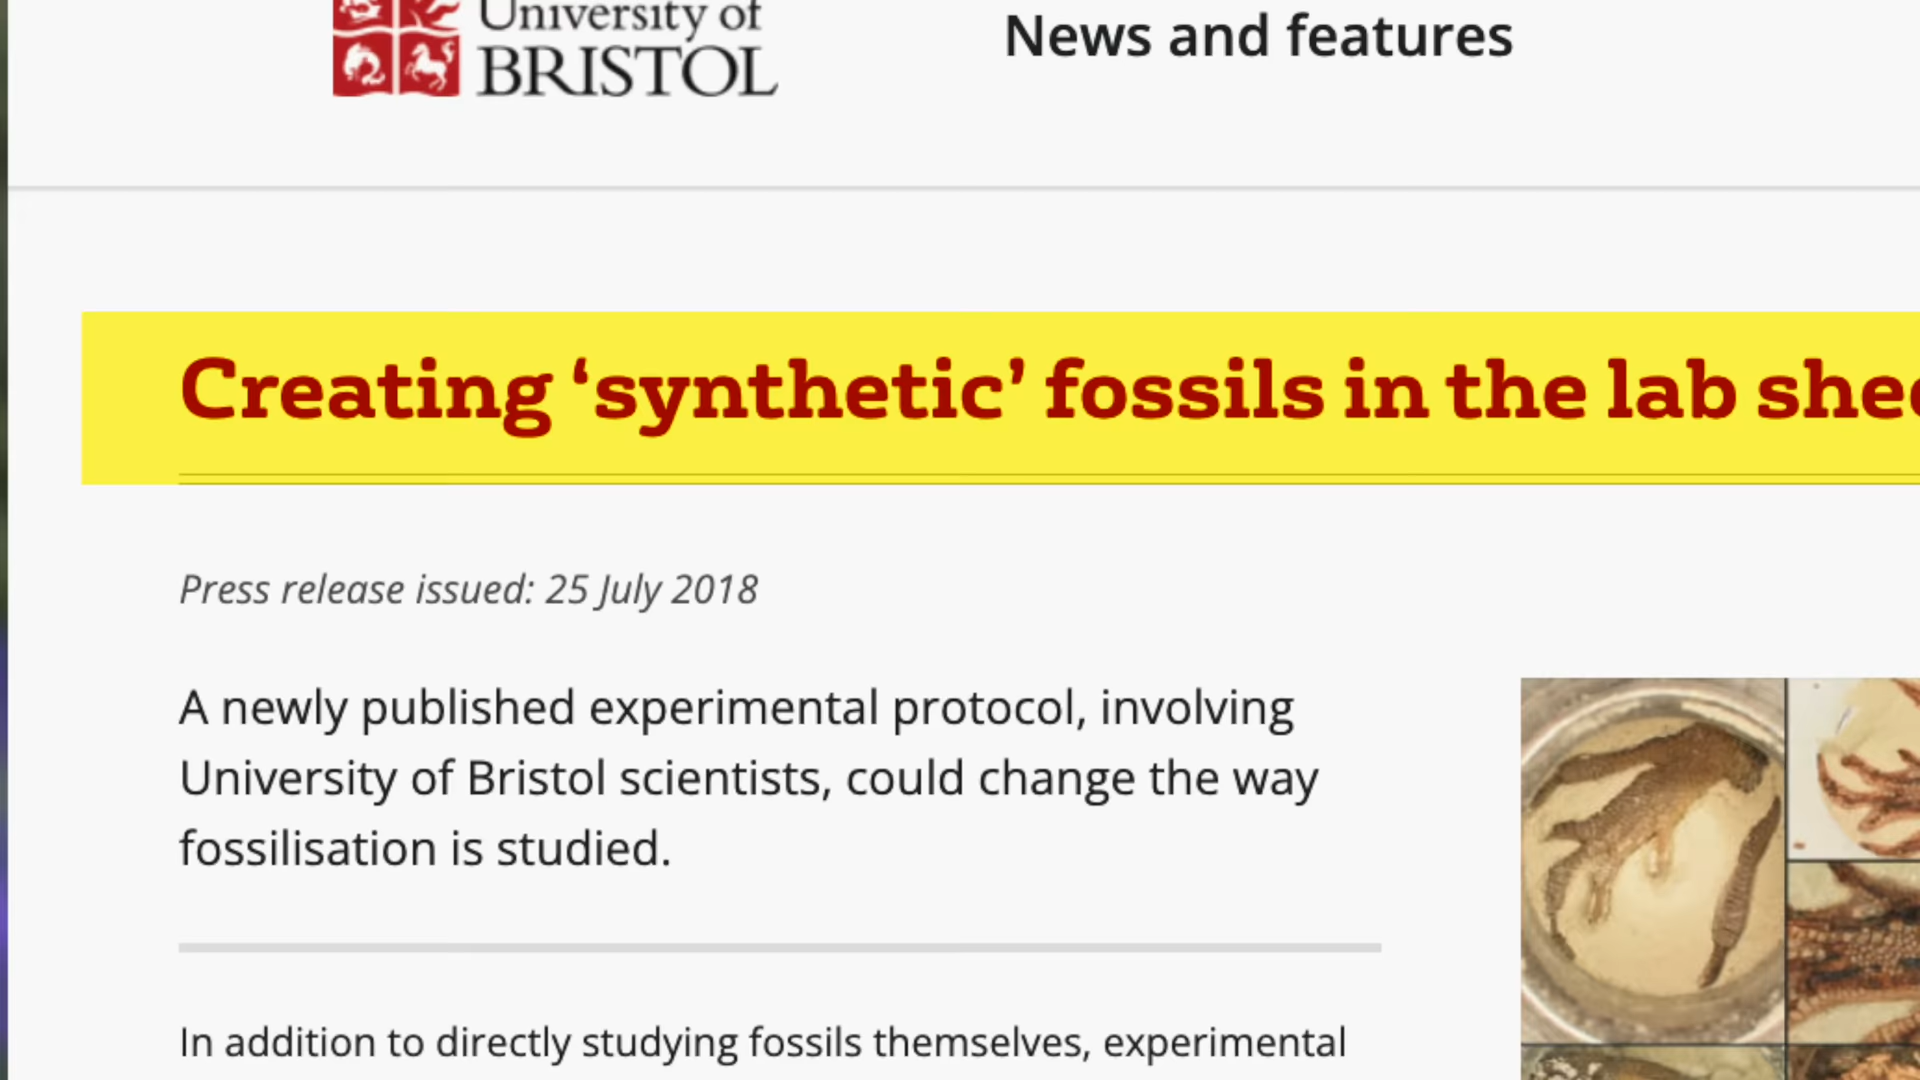 University of
BRISTOL
News and features
Creating ‘synthetic’ fossils in the lab
Press release issued: 25 July 2018
A newly published experimental protocol, involving
University of Bristol scientists, could change the way
fossilisation is studied.
In addition to directly studying fossils themselves, experimental